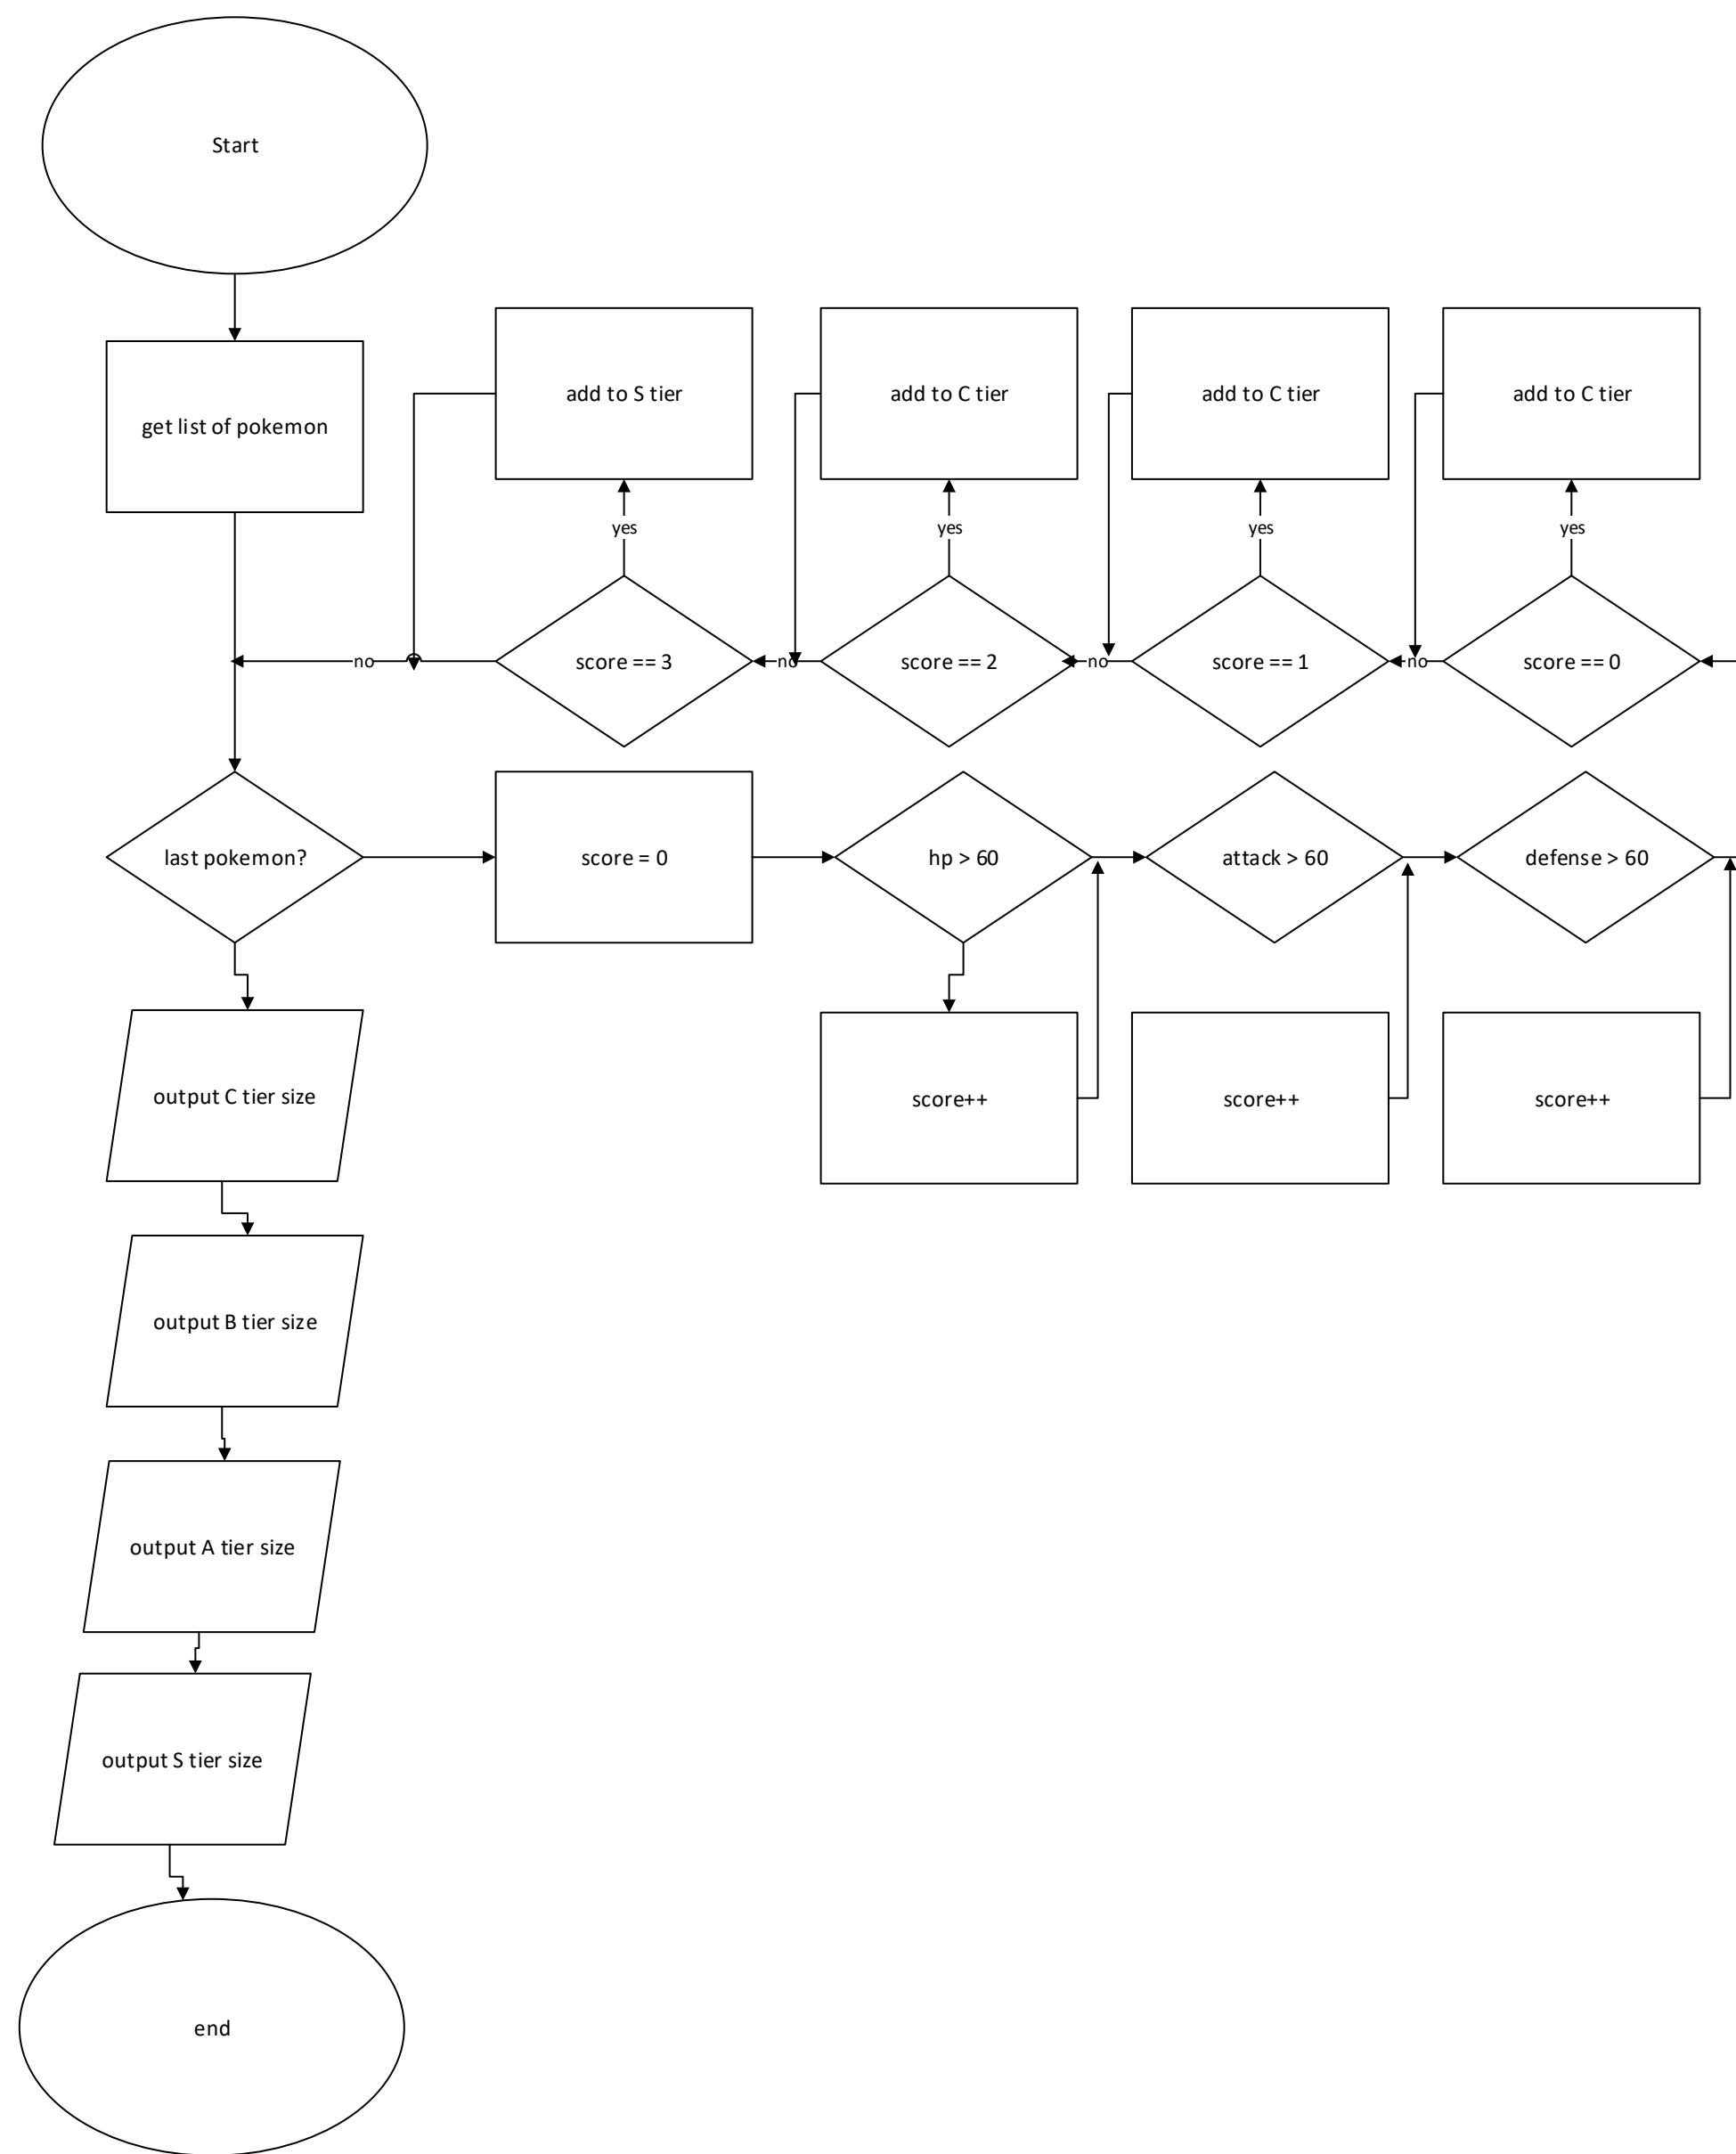 Start
get list of pokemon
add to S tier
add to C tier
add to C tier
add to C tier
yes
yes
yes
yes
no
score == 3
no
score == 2
no
score == 1
no
score == 0
last pokemon?
score = 0
hp > 60
attack > 60
defense > 60
output C tier size
score++
score++
score++
output B tier size
output A tier size
output S tier size
end